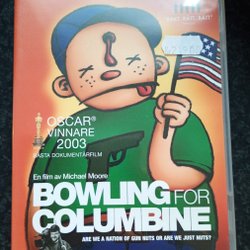 OSCAR®
VINNARE
2003
BÄSTA DOKUMENTÄRFILM
En film av Michael Moore
BOWLING FOR
COLUMBINE
ARE WE A NATION OF GUN NUTS OR ARE WE JUST NUTS?